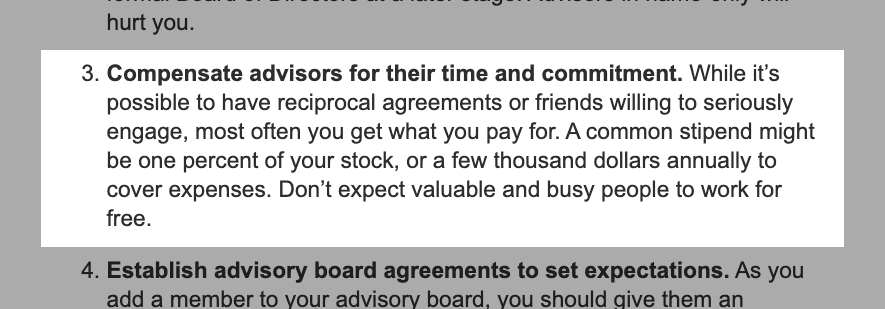 hurt you.
3. Compensate advisors for their time and commitment. While it’s
possible to have reciprocal agreements or friends willing to seriously
engage, most often you get what you pay for. A common stipend might
be one percent of your stock, or a few thousand dollars annually to
cover expenses. Don’t expect valuable and busy people to work for
free.
4. Establish advisory board agreements to set expectations. As you
add a member to your advisory board, you should give them an